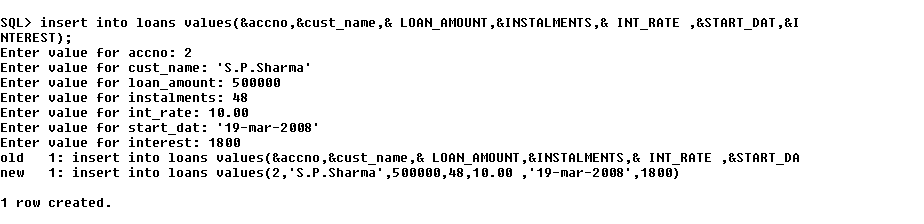 SQL> insert into loans values(&accno,&cust_name,& LOAN_AMOUNT,&INSTALMENTS,& INT_RATE ,&START_DAT,&I
NTEREST);
Enter value for accno: 2
Enter value for cust_name: 'S.P.Sharma'
Enter value for loan_amount: 500000
Enter value for instalments: 48
Enter value for int_rate: 10.00
Enter value for start_dat: '19-mar-2008'
Enter value for interest: 1800
old   1: insert into loans values(&accno,&cust_name,& LOAN_AMOUNT,&INSTALMENTS,& INT_RATE ,&START_DA
new   1: insert into loans values(2,'S.P.Sharma',500000,48,10.00 ,'19-mar-2008',1800)
1 row created.